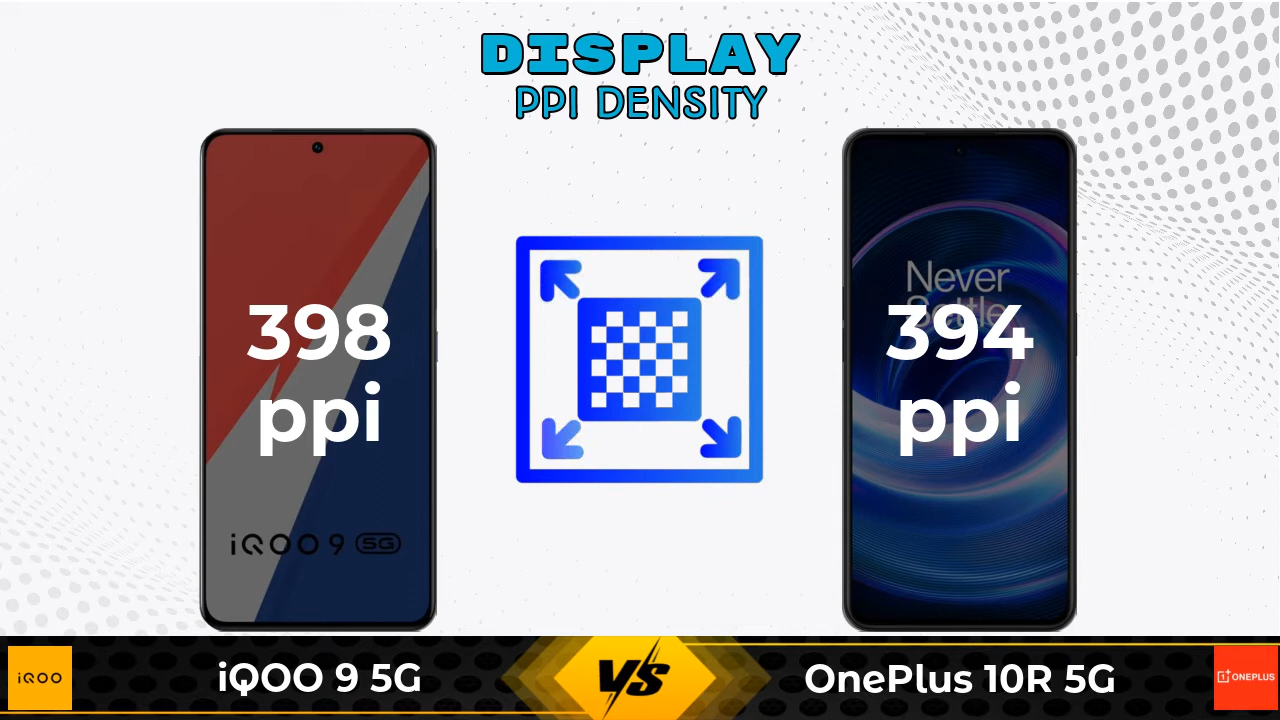 DISPLAY
PPI DENSITY
398
ppi
iQOO 9 5G
Never
Settle
394
ppi
iQOO
iQOO 9 5G
VS
OnePlus 10R 5G
1+ ONEPLUS